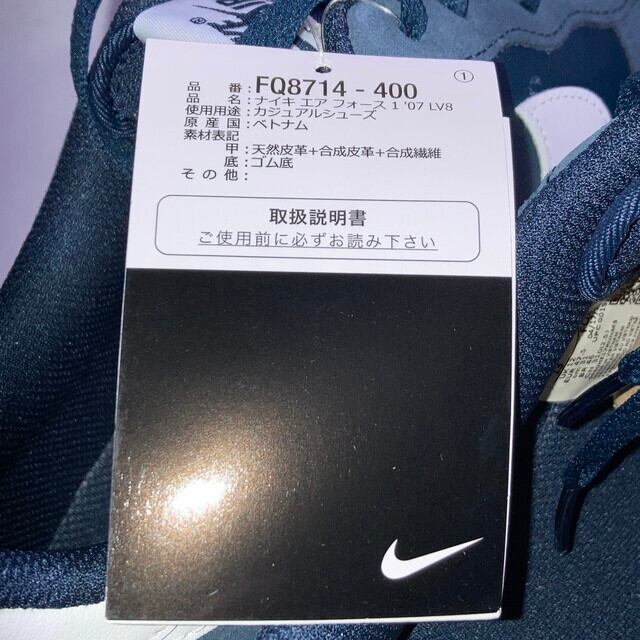 ①
品 番: FQ8714 - 400
品 名: ナイキ エア フォース 1 '07 LV8
使用用途: カジュアルシューズ
原 産 国: ベトナム
素材表記
甲: 天然皮革+合成皮革+合成繊維
底: ゴム底
そ の 他:
取扱説明書
ご使用前に必ずお読み下さい